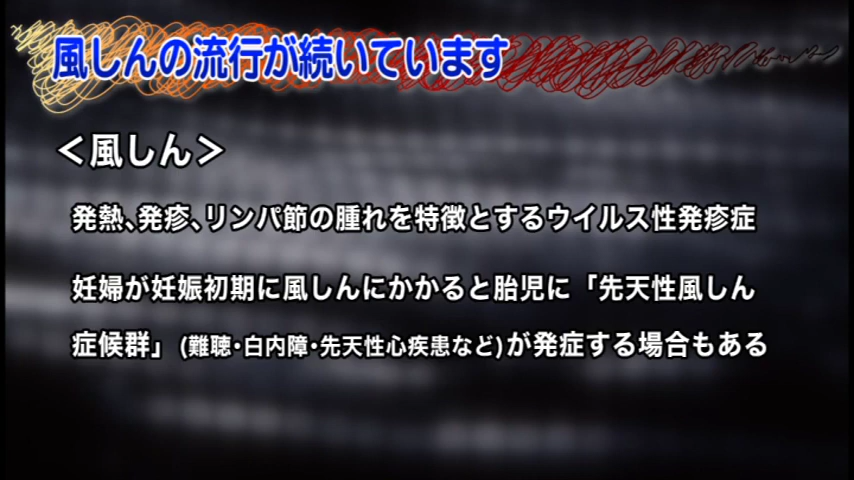 風しんの流行が続いています
＜風しん＞
発熱､発疹､リンパ節の腫れを特徴とするウイルス性発疹症
妊婦が妊娠初期に風しんにかかると胎児に「先天性風しん
症候群」(難聴･白内障･先天性心疾患など)が発症する場合もある